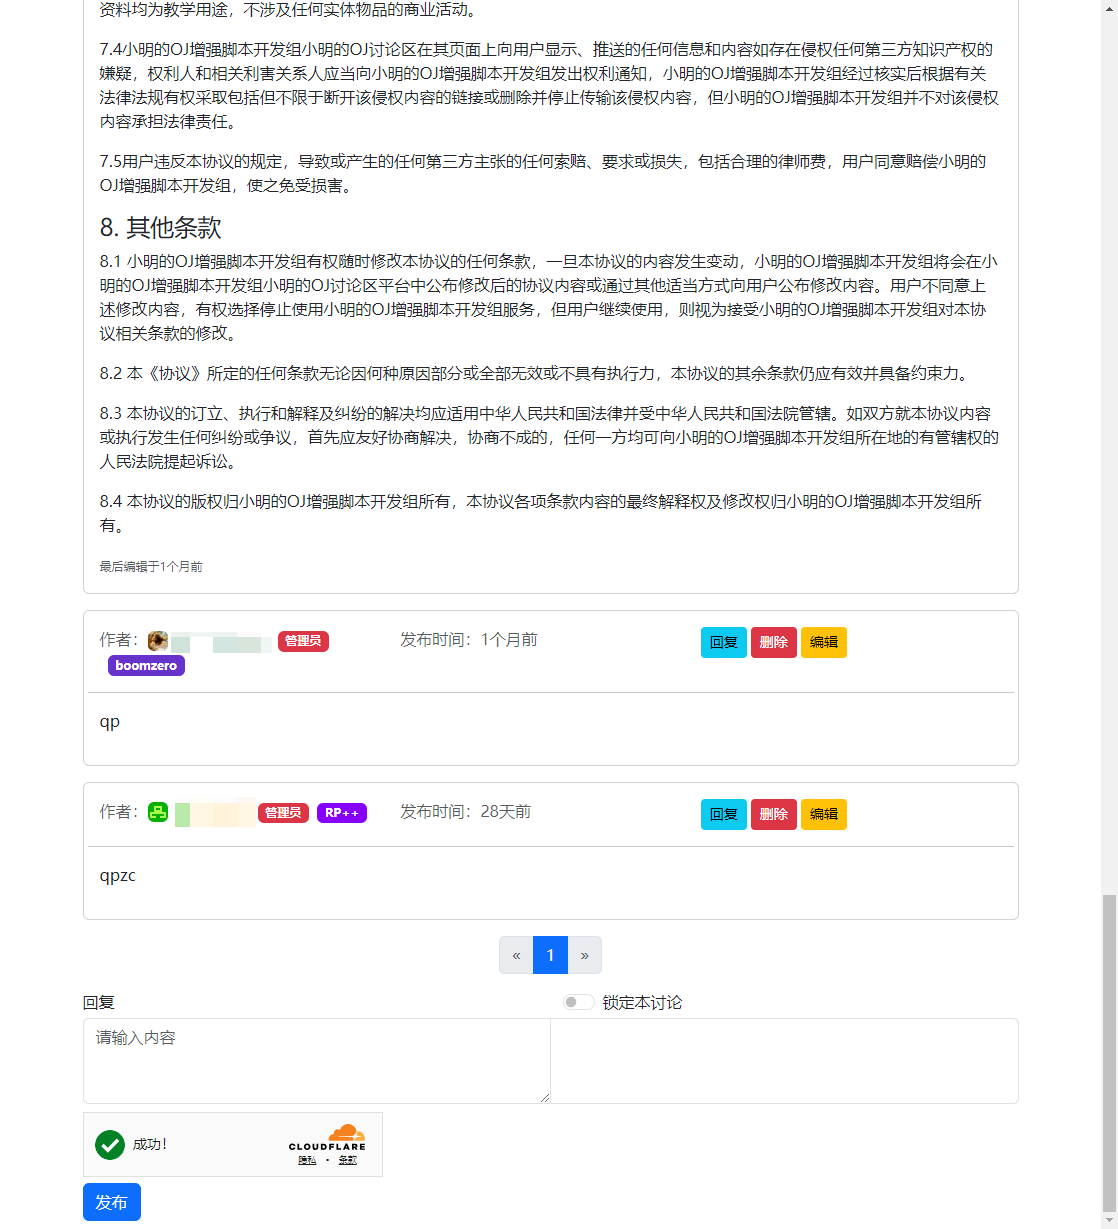 资料均为教学用途，不涉及任何实体物品的商业活动。
7.4小明的OJ增强脚本开发组小明的OJ讨论区在其页面上向用户显示、推送的任何信息和内容如存在侵权任何第三方知识产权的
嫌疑，权利人和相关利害关系人应当向小明的OJ增强脚本开发组发出权利通知，小明的OJ增强脚本开发组经过核实后根据有关
法律法规有权采取包括但不限于断开该侵权内容的链接或删除并停止传输该侵权内容，但小明的OJ增强脚本开发组并不对该侵权
内容承担法律责任。
7.5用户违反本协议的规定，导致或产生的任何第三方主张的任何索赔、要求或损失，包括合理的律师费，用户同意赔偿小明的
OJ增强脚本开发组，使之免受损害。
8. 其他条款
8.1 小明的OJ增强脚本开发组有权随时修改本协议的任何条款，一旦本协议的内容发生变动，小明的OJ增强脚本开发组将会在小
明的OJ增强脚本开发组小明的OJ讨论区平台中公布修改后的协议内容或通过其他适当方式向用户公布修改内容。用户不同意上
述修改内容，有权选择停止使用小明的OJ增强脚本开发组服务，但用户继续使用，则视为接受小明的OJ增强脚本开发组对本协
议相关条款的修改。
8.2 本《协议》所定的任何条款无论因何种原因部分或全部无效或不具有执行力，本协议的其余条款仍应有效并具备约束力。
8.3 本协议的订立、执行和解释及纠纷的解决均应适用中华人民共和国法律并受中华人民共和国法院管辖。如双方就本协议内容
或执行发生任何纠纷或争议，首先应友好协商解决，协商不成的，任何一方均可向小明的OJ增强脚本开发组所在地的有管辖权的
人民法院提起诉讼。
8.4 本协议的版权归小明的OJ增强脚本开发组所有，本协议各项条款内容的最终解释权及修改权归小明的OJ增强脚本开发组所
有。
最后编辑于1个月前
作者： 管理员 发布时间：1个月前 回复 删除 编辑
boomzero
qp
作者： 管理员 RP++ 发布时间：28天前 回复 删除 编辑
qpzc
« 1 »
回复 锁定本讨论
请输入内容
成功！ CLOUDFLARE
隐私 • 条款
发布